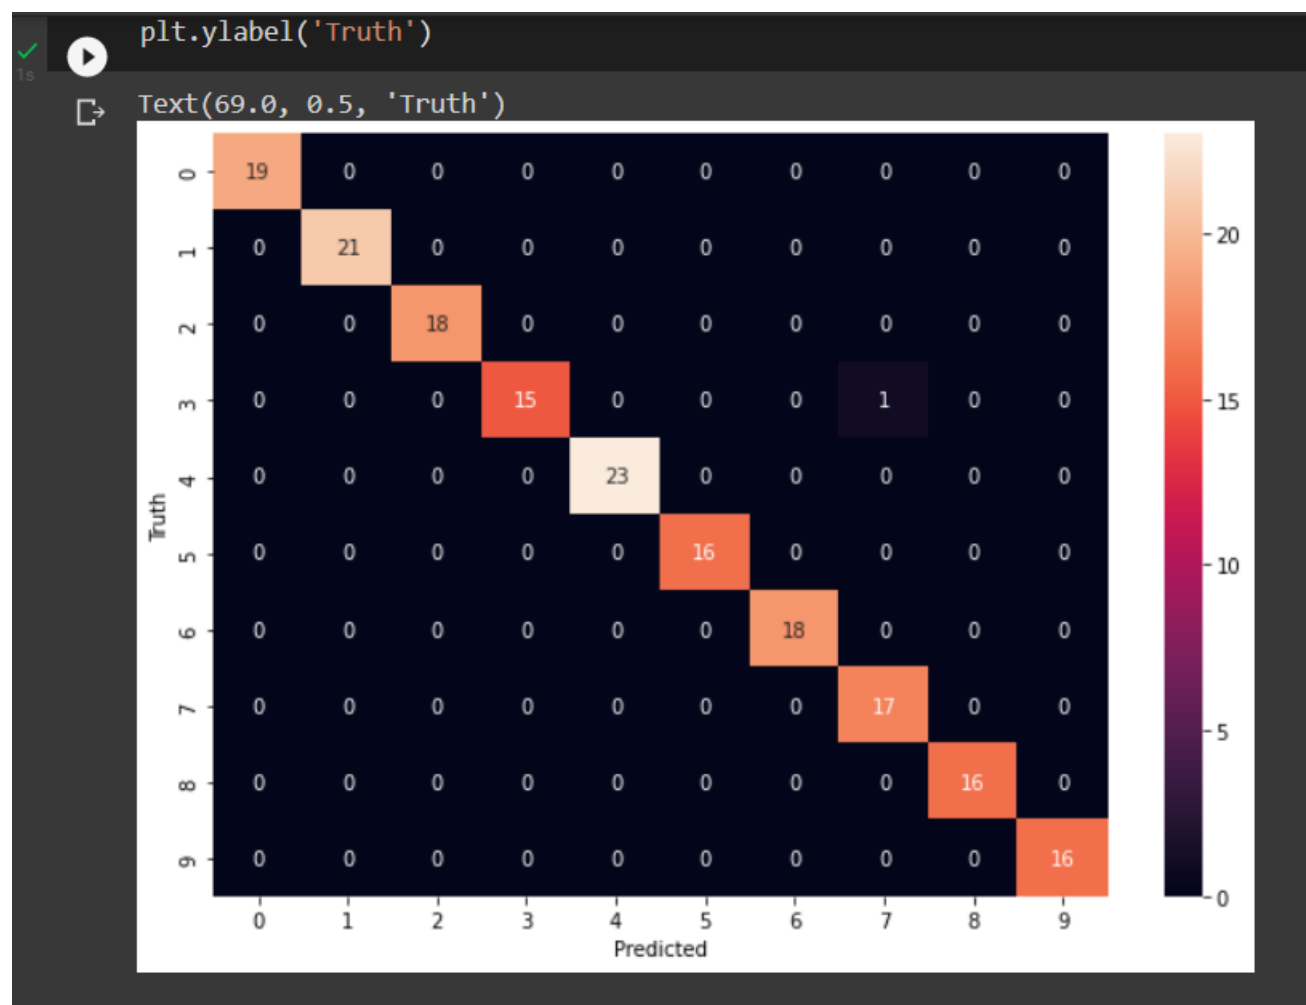 plt.ylabel('Truth')
1s
Text(69.0, 0.5, 'Truth')
0 19 0 0 0 0 0 0 0 0 0
1 0 21 0 0 0 0 0 0 0 0
2 0 0 18 0 0 0 0 0 0 0
3 0 0 0 15 0 0 0 1 0 0
4 0 0 0 0 23 0 0 0 0 0
5 0 0 0 0 0 16 0 0 0 0
6 0 0 0 0 0 0 18 0 0 0
7 0 0 0 0 0 0 0 17 0 0
8 0 0 0 0 0 0 0 0 16 0
9 0 0 0 0 0 0 0 0 0 16
Truth
0 1 2 3 4 5 6 7 8 9
Predicted
20
15
10
5
0